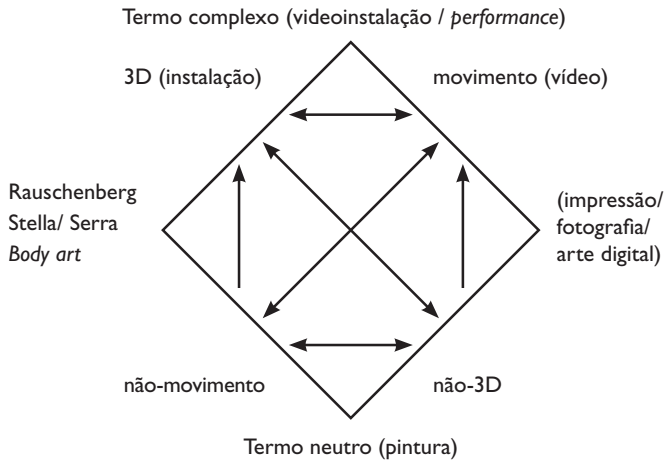 Termo complexo (videoinstalação / performance)
3D (instalação)
movimento (vídeo)
Rauschenberg
Stella/ Serra
Body art
(impressão/
fotografia/
arte digital)
não-movimento
não-3D
Termo neutro (pintura)